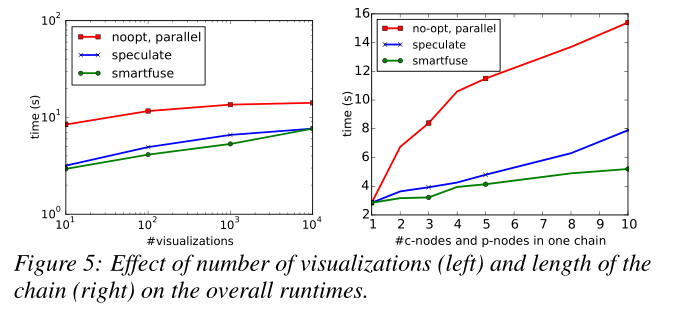 10²
10¹
10⁰
time (s)
noopt, parallel
speculate
smartfuse
10¹ 10² 10³ 10⁴
#visualizations
16
14
12
10
8
6
4
2
time (s)
no-opt, parallel
speculate
smartfuse
1 2 3 4 5 6 7 8 9 10
#c-nodes and p-nodes in one chain
Figure 5: Effect of number of visualizations (left) and length of the
chain (right) on the overall runtimes.